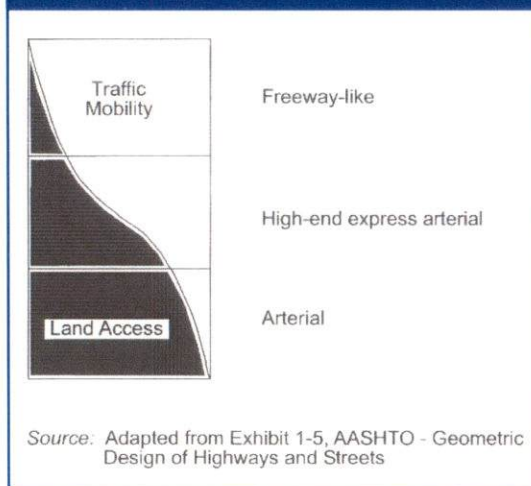 Traffic
Mobility
Freeway-like
High-end express arterial
Land Access
Arterial
Source: Adapted from Exhibit 1-5, AASHTO - Geometric
Design of Highways and Streets